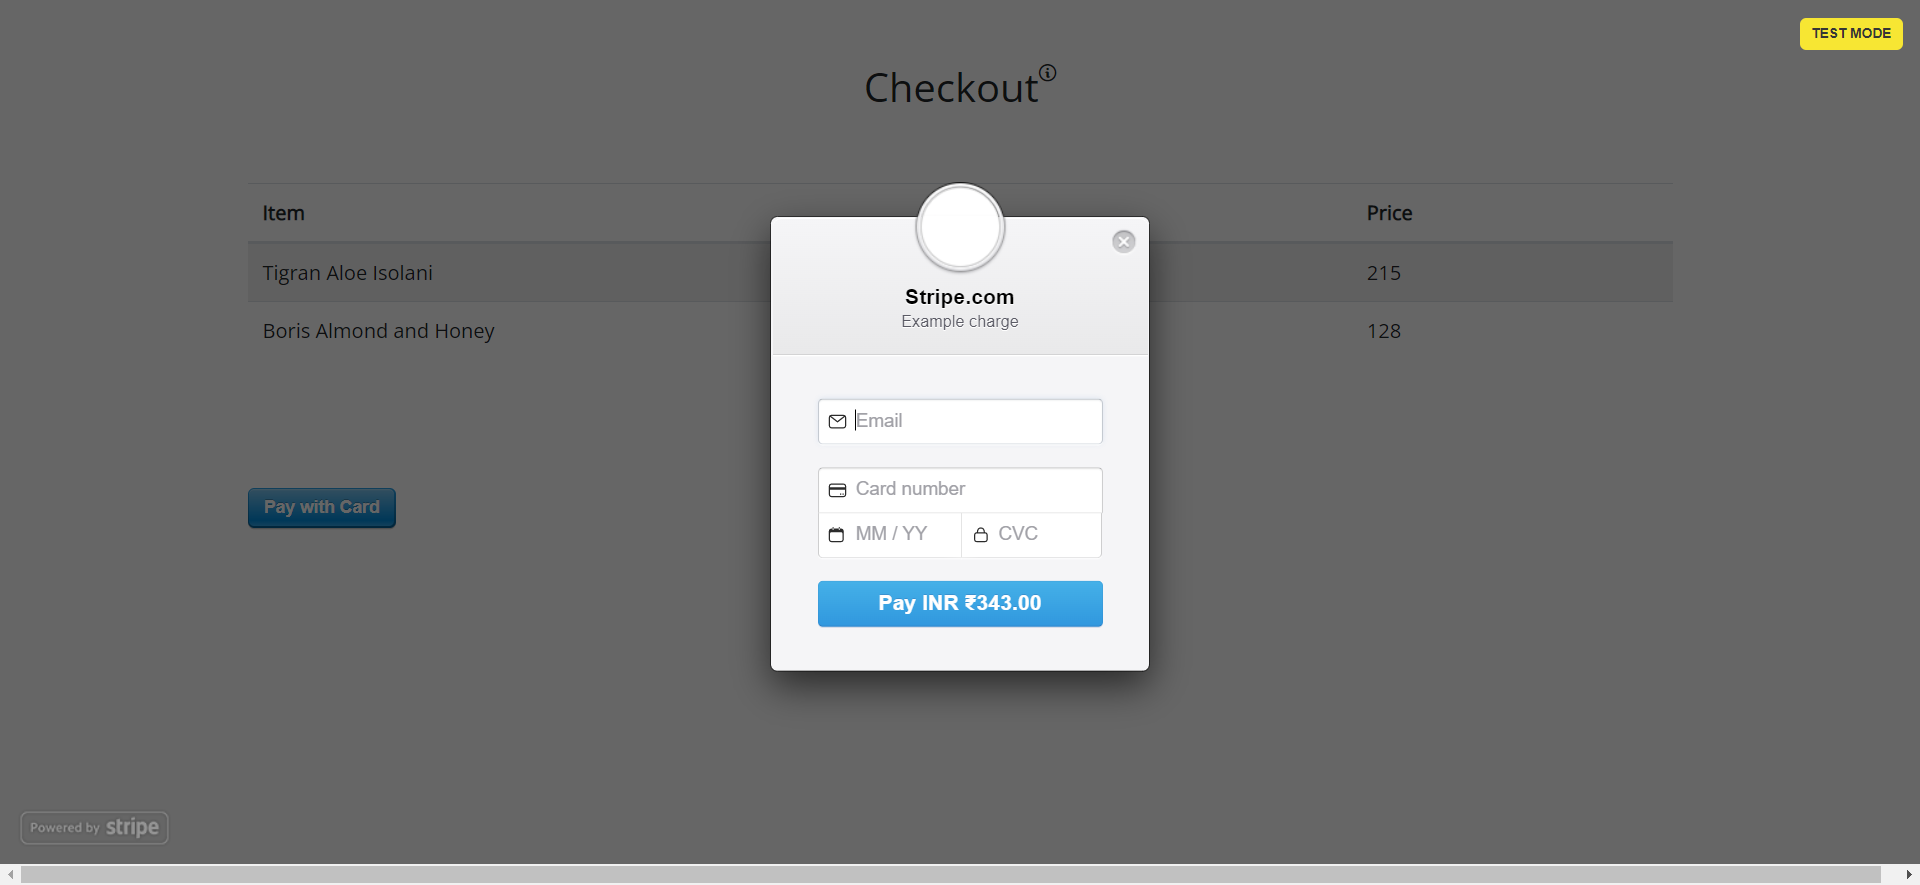 TEST MODE
Checkout
Item Price
Tigran Aloe Isolani 215
Boris Almond and Honey 128
Stripe.com
Example charge
Email
Card number
MM / YY CVC
Pay INR ₹343.00
Pay with Card
Powered by stripe